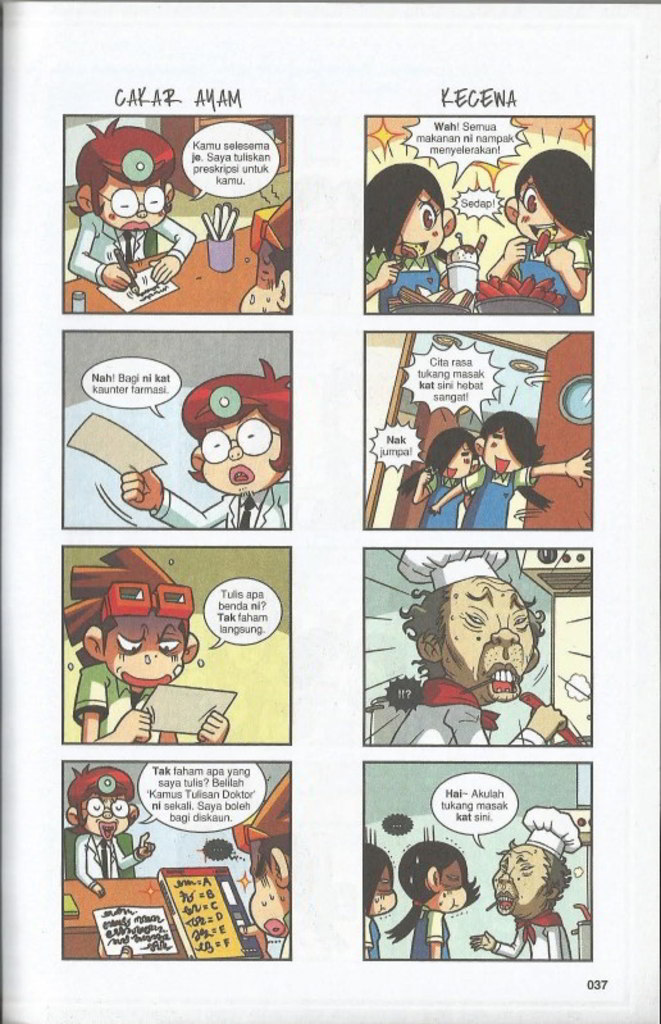 CAKAR AYAM
Kamu selesema
je. Saya tuliskan
preskripsi untuk
kamu.
Nah! Bagi ni kat
kaunter farmasi.
Tulis apa
benda ni?
Tak faham
langsung.
Tak faham apa yang
saya tulis? Belilah
'Kamus Tulisan Doktor'
ni sekali. Saya boleh
bagi diskaun.
=A
=B
=C
=D
=E
=F
KECEWA
Wah! Semua
makanan ni nampak
menyelerakan!
Sedap!
Cita rasa
tukang masak
kat sini hebat
sangat!
Nak
jumpa!
!!?
Hai~ Akulah
tukang masak
kat sini.
037